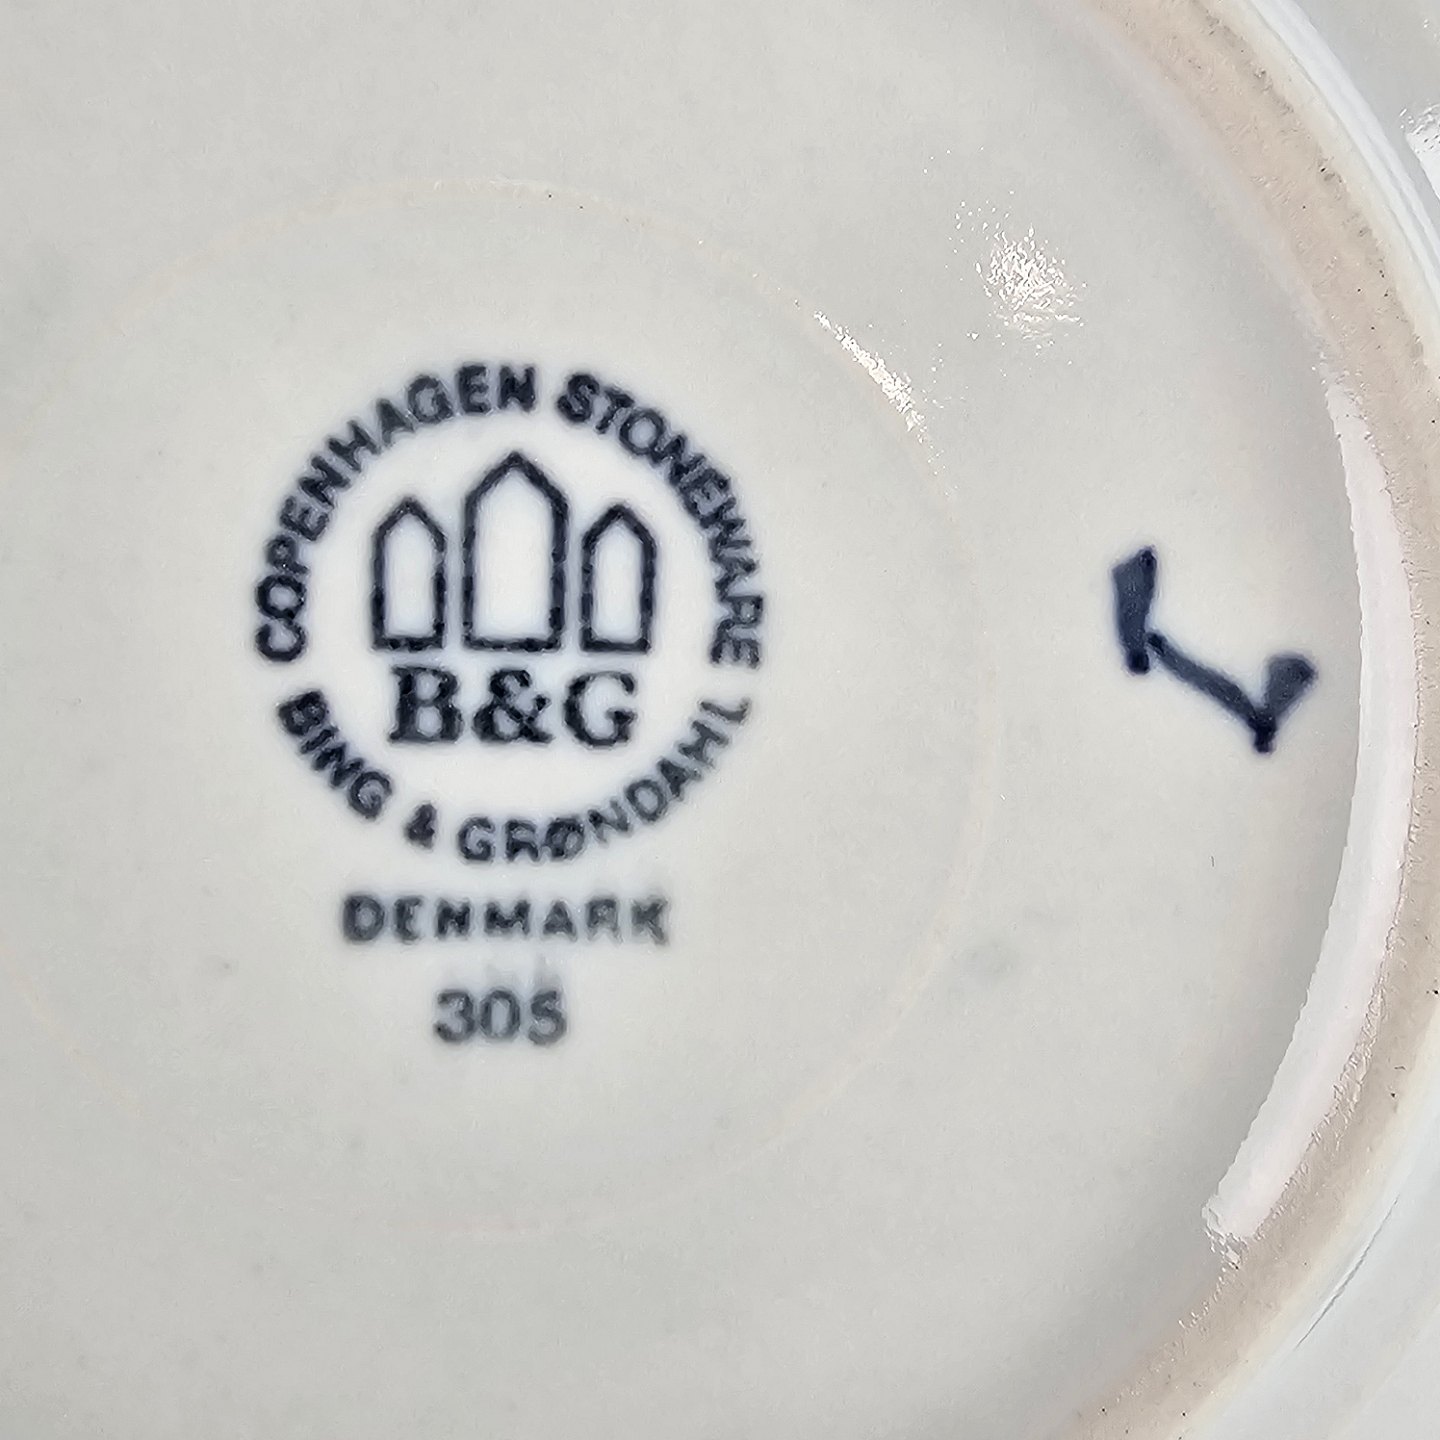 COPENHAGEN STONEWARE
B&G
BING & GRØNDAHL
DENMARK
305